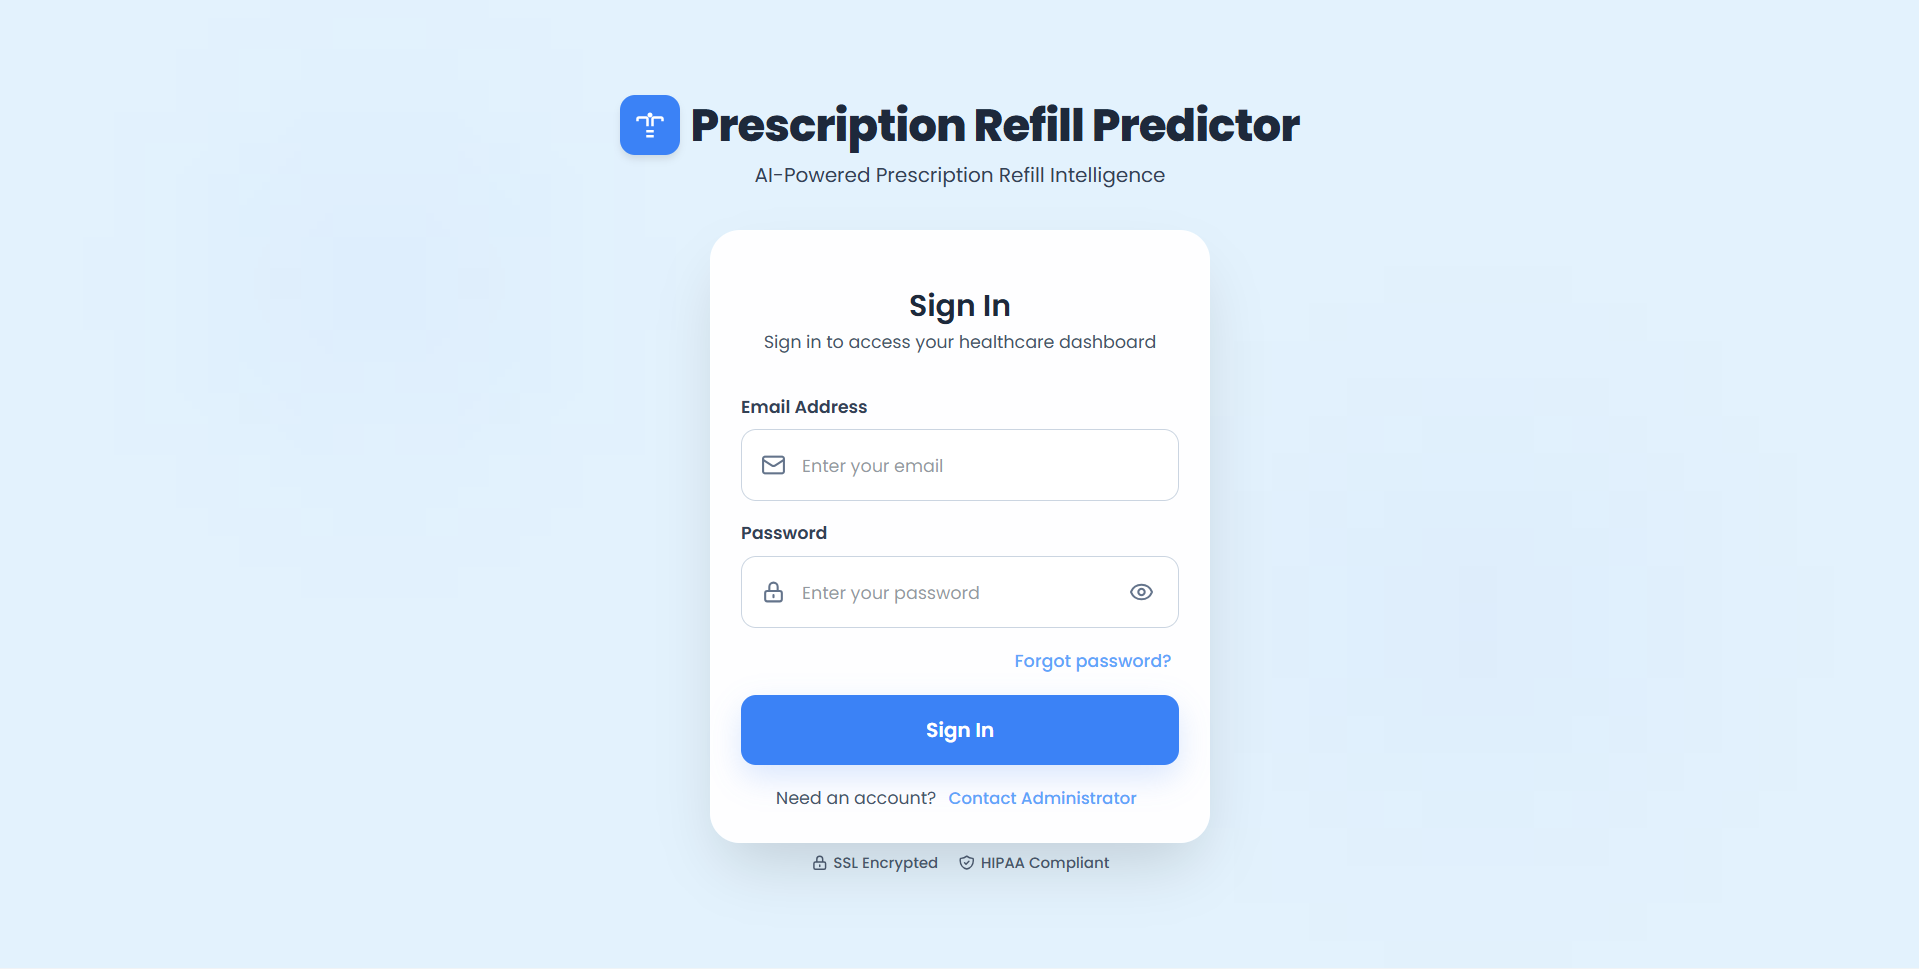 Prescription Refill Predictor
AI-Powered Prescription Refill Intelligence
Sign In
Sign in to access your healthcare dashboard
Email Address
Enter your email
Password
Enter your password
Forgot password?
Sign In
Need an account? Contact Administrator
SSL Encrypted HIPAA Compliant